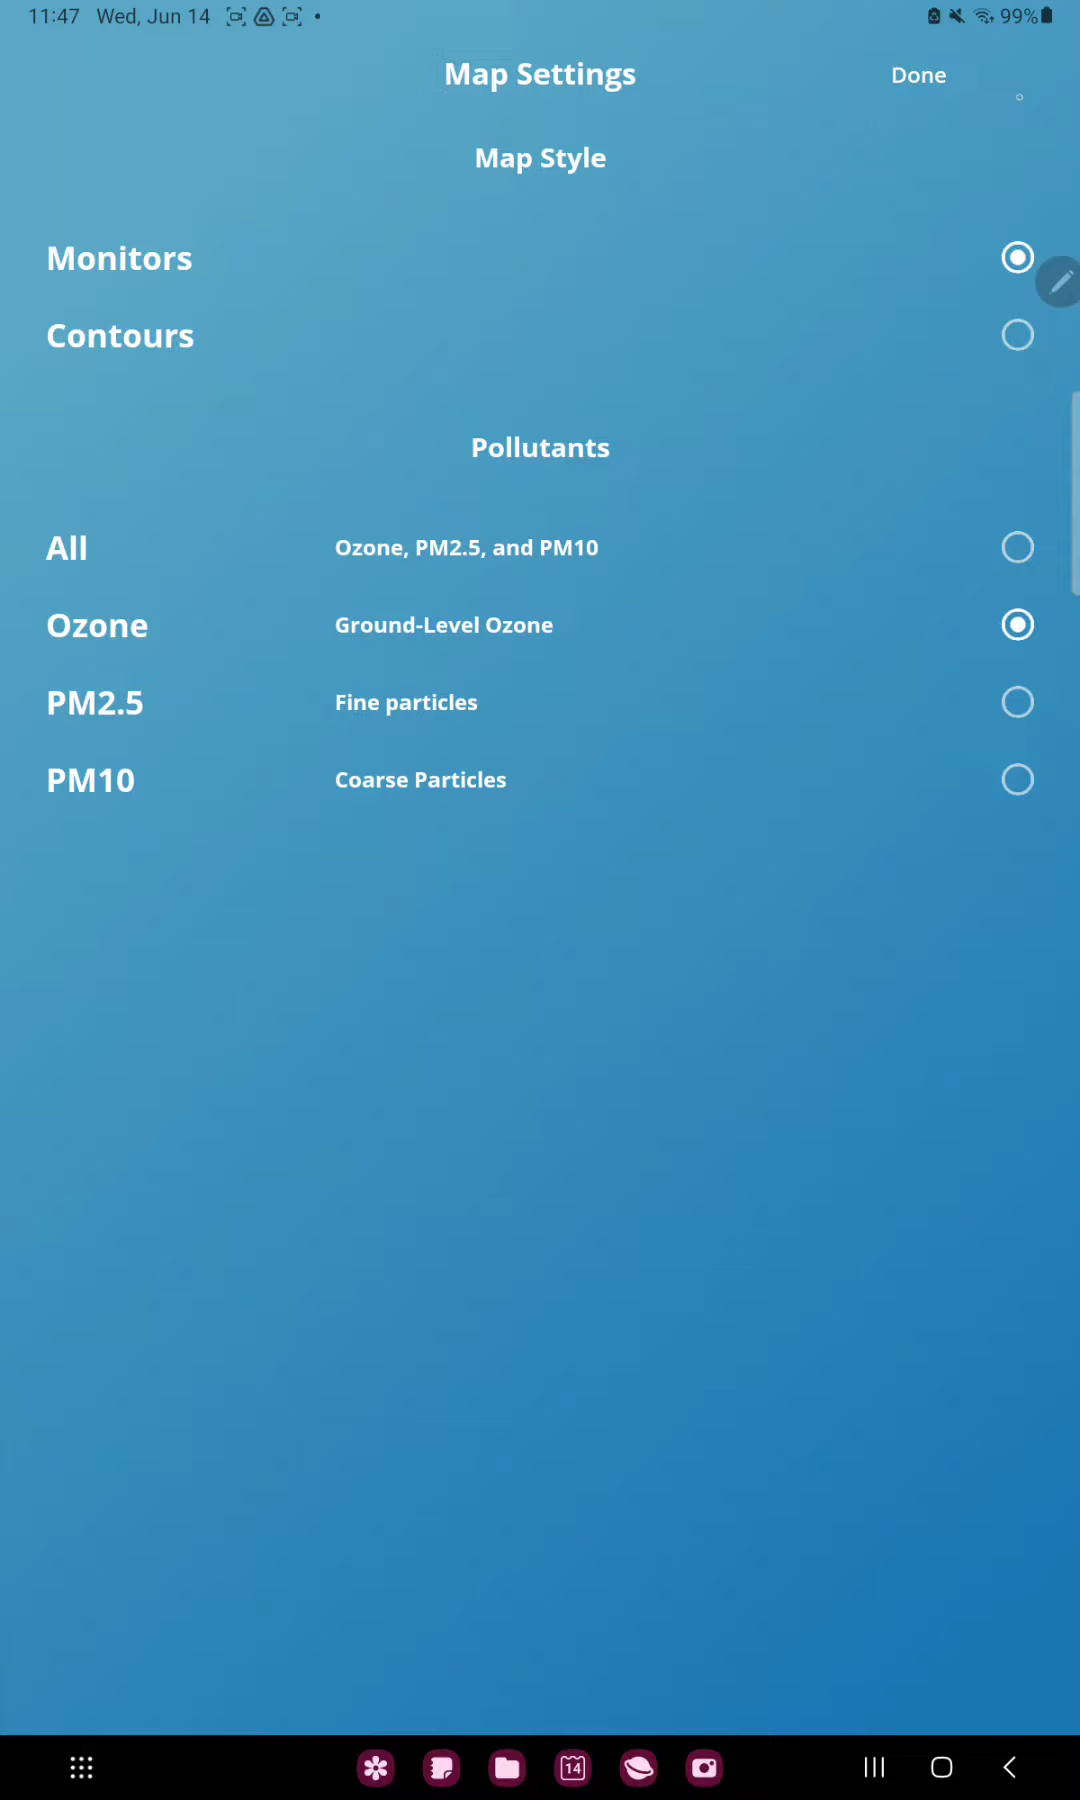 11:47 Wed, Jun 14 99%
Map Settings Done
Map Style
Monitors
Contours
Pollutants
All Ozone, PM2.5, and PM10
Ozone Ground-Level Ozone
PM2.5 Fine particles
PM10 Coarse Particles
14